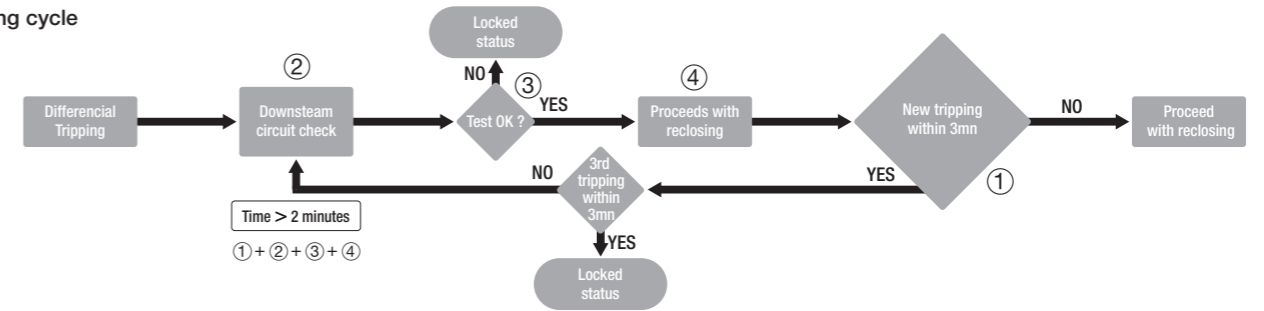 ng cycle
Locked
status
②
NO
③
④
YES
Differencial
Tripping
Downsteam
circuit check
Test OK ?
Proceeds with
reclosing
New tripping
within 3mn
NO
Proceed
with reclosing
3rd
tripping
within
3mn
NO
YES
①
Time > 2 minutes
①+②+③+④
YES
Locked
status